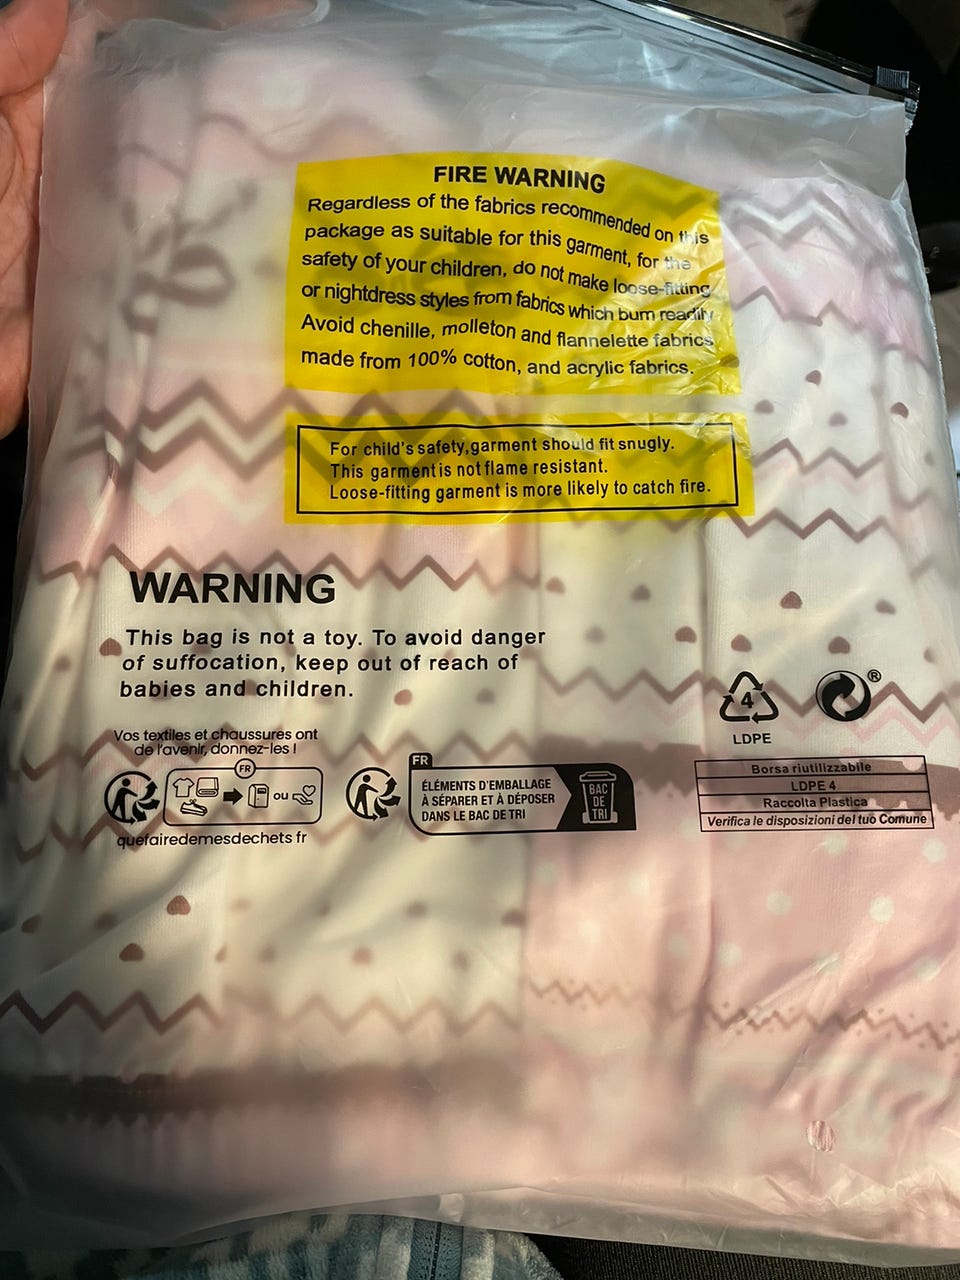 FIRE WARNING
Regardless of the fabrics recommended on this
package as suitable for this garment, for the
safety of your children, do not make loose-fitting
or nightdress styles from fabrics which burn readily
Avoid chenille, molleton and flannelette fabrics
made from 100% cotton, and acrylic fabrics.
For child's safety,garment should fit snugly.
This garment is not flame resistant.
Loose-fitting garment is more likely to catch fire.
WARNING
This bag is not a toy. To avoid danger
of suffocation, keep out of reach of
babies and children.
4
®
LDPE
Vos textiles et chaussures ont
de l'avenir, donnez-les !
FR
ou
quefairedemesdechets fr
FR
ÉLÉMENTS D'EMBALLAGE
À SÉPARER ET À DÉPOSER
DANS LE BAC DE TRI
BAC
DE
TRI
Borsa riutilizzabile
LDPE 4
Raccolta Plastica
Verifica le disposizioni del tuo Comune